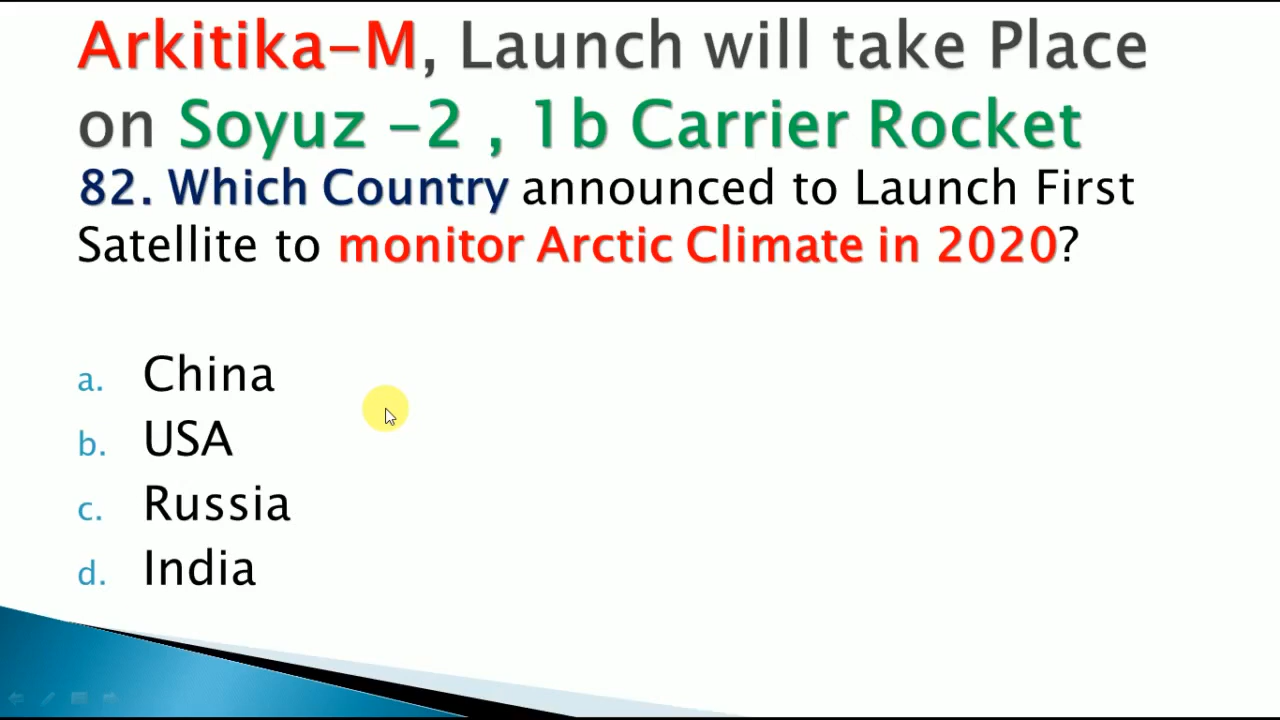 Arkitika-M, Launch will take Place
on Soyuz -2 , 1b Carrier Rocket
82. Which Country announced to Launch First
Satellite to monitor Arctic Climate in 2020?
a. China
b. USA
c. Russia
d. India